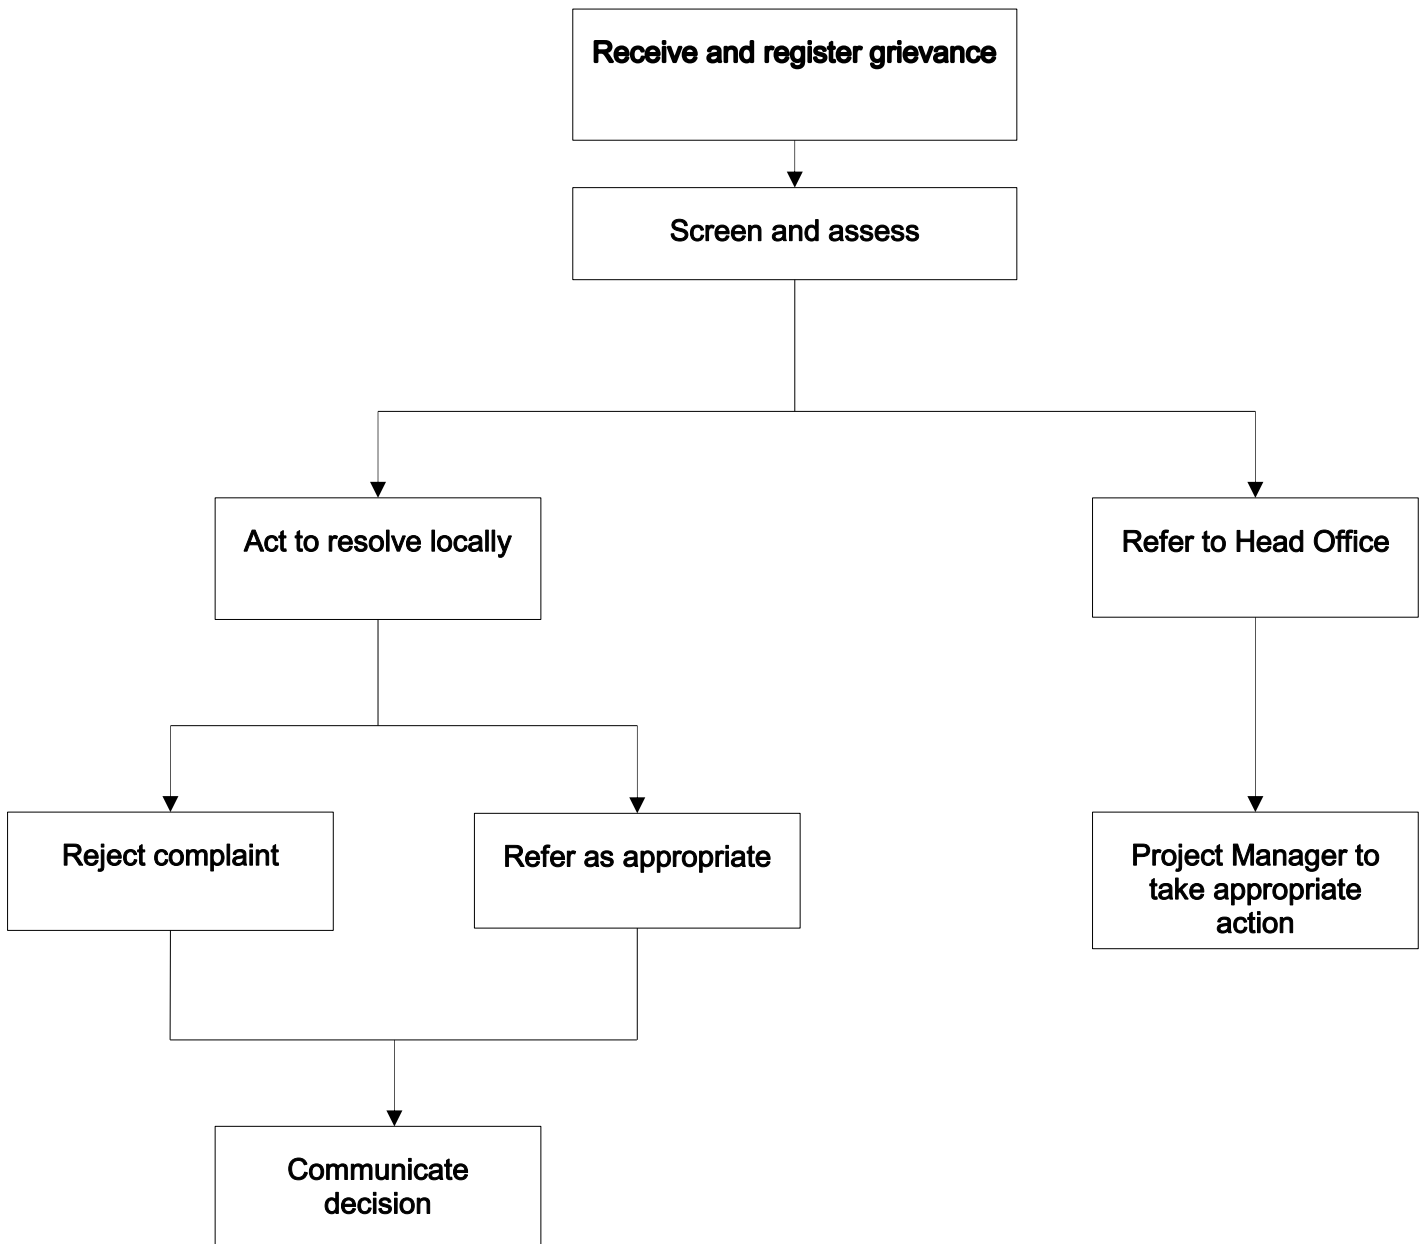 Receive and register grievance
Screen and assess
Act to resolve locally
Refer to Head Office
Reject complaint
Refer as appropriate
Project Manager to
take appropriate
action
Communicate
decision